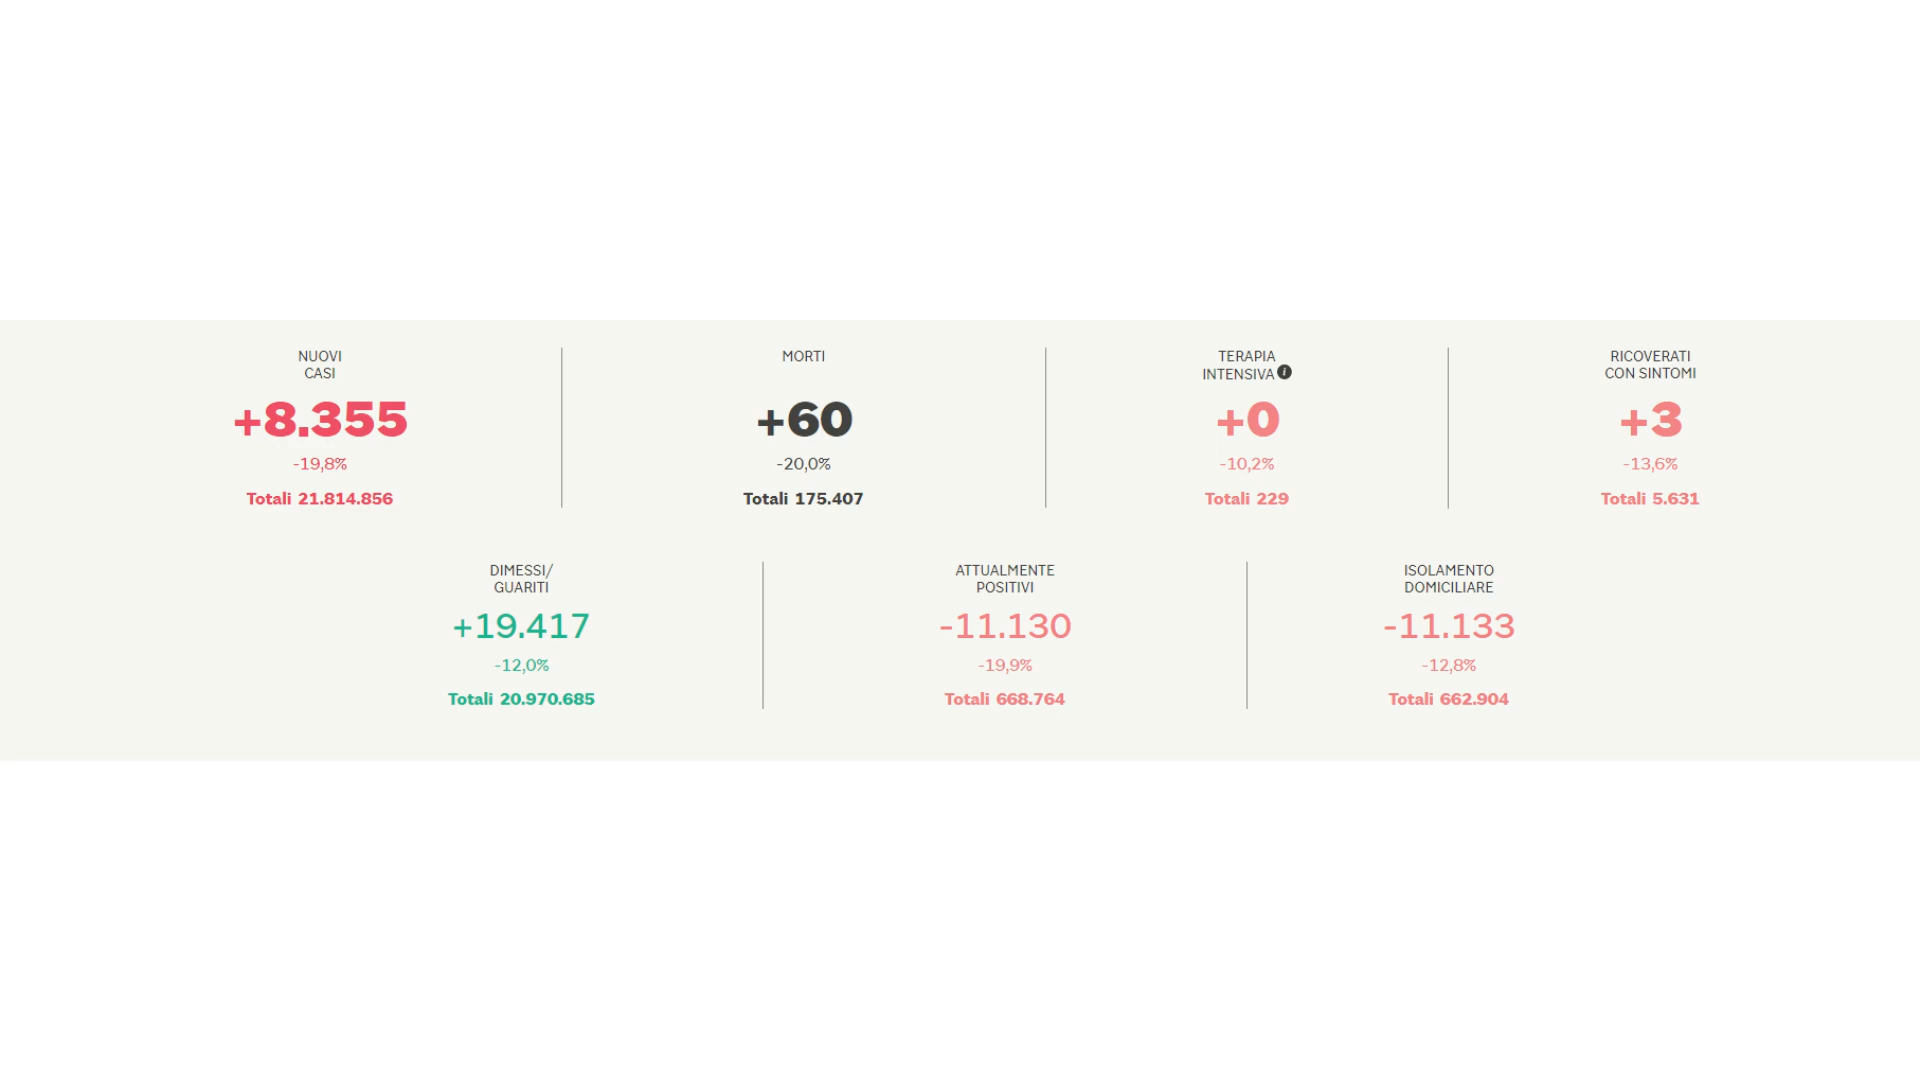 NUOVI
CASI
+8.355
-19,8%
Totali 21.814.856
MORTI
+60
-20,0%
Totali 175.407
TERAPIA
INTENSIVA i
+0
-10,2%
Totali 229
RICOVERATI
CON SINTOMI
+3
-13,6%
Totali 5.631
DIMESSI/
GUARITI
+19.417
-12,0%
Totali 20.970.685
ATTUALMENTE
POSITIVI
-11.130
-19,9%
Totali 668.764
ISOLAMENTO
DOMICILIARE
-11.133
-12,8%
Totali 662.904